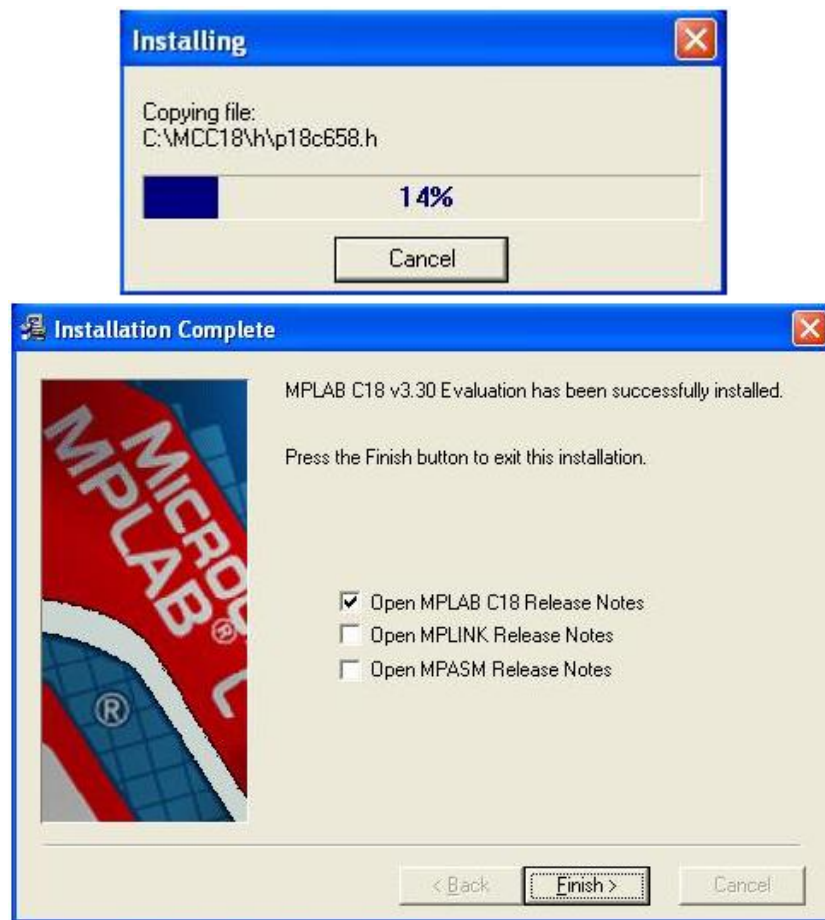 Installing
Copying file:
C:\MCC18\h\p18c658.h
14%
Cancel
Installation Complete
MPLAB C18 v3.30 Evaluation has been successfully installed.
Press the Finish button to exit this installation.
MICROC
MPLAB® C
®
Open MPLAB C18 Release Notes
Open MPLINK Release Notes
Open MPASM Release Notes
< Back
Finish >
Cancel